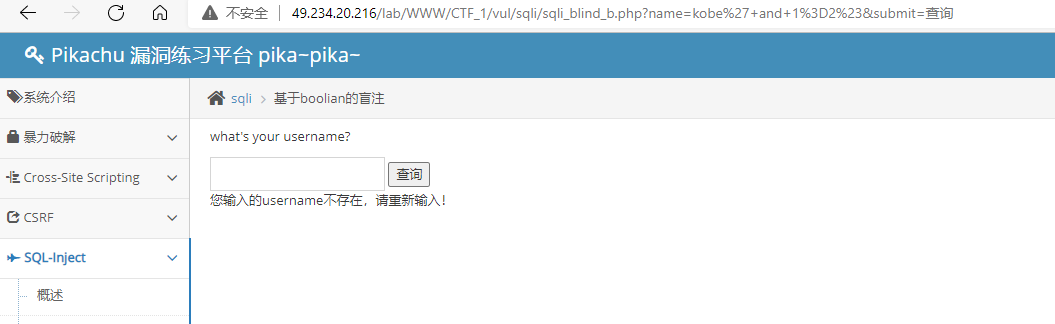 不安全 49.234.20.216/lab/WWW/CTF_1/vul/sqli/sqli_blind_b.php?name=kobe%27+and+1%3D2%23&submit=查询
Pikachu 漏洞练习平台 pika~pika~
系统介绍
sqli > 基于boolian的盲注
暴力破解
what's your username?
Cross-Site Scripting
查询
您输入的username不存在，请重新输入！
CSRF
SQL-Inject
概述